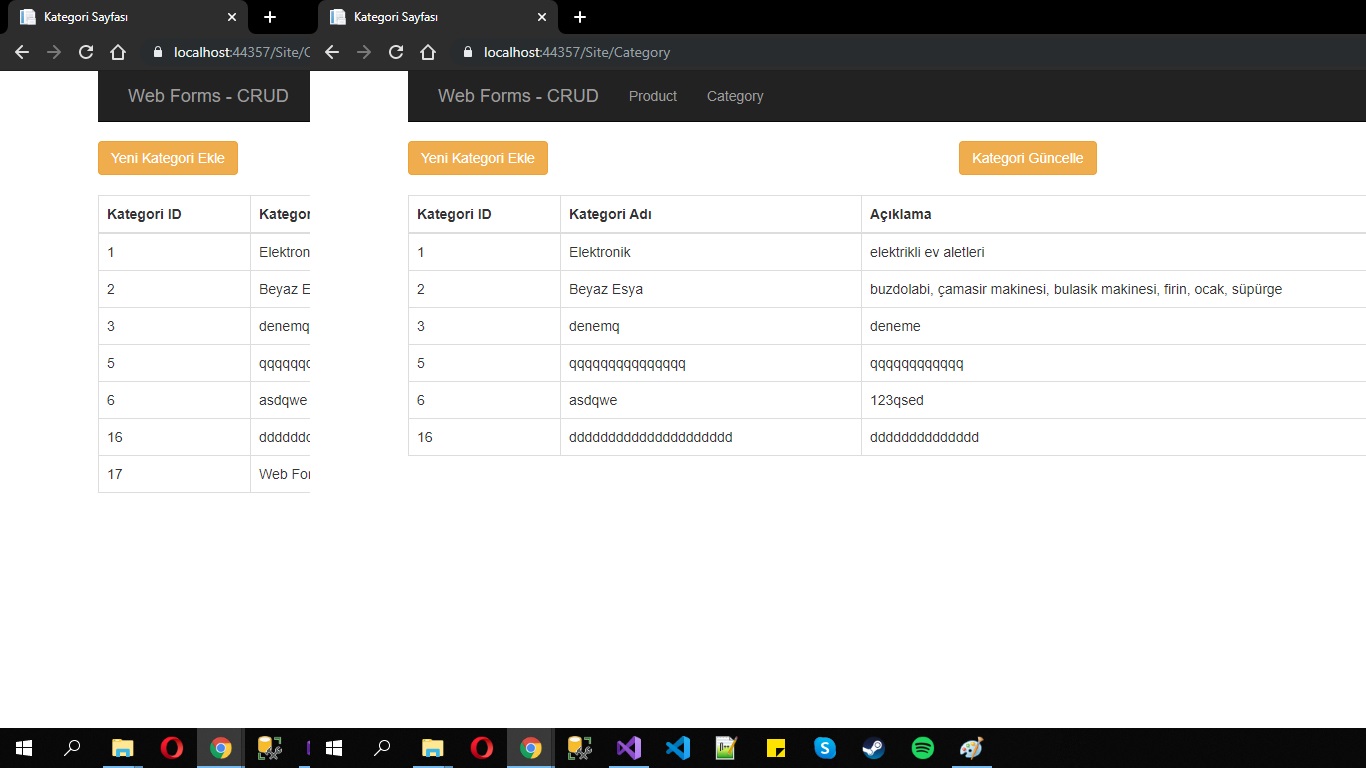 Kategori Sayfası
localhost:44357/Site/C
Web Forms - CRUD
Yeni Kategori Ekle
Kategori ID Kategor
1 Elektron
2 Beyaz E
3 denemq
5 qqqqqqq
6 asdqwe
16 ddddddd
17 Web For
Kategori Sayfası
localhost:44357/Site/Category
Web Forms - CRUD Product Category
Yeni Kategori Ekle Kategori Güncelle
Kategori ID Kategori Adı Açıklama
1 Elektronik elektrikli ev aletleri
2 Beyaz Esya buzdolabi, çamasir makinesi, bulasik makinesi, firin, ocak, süpürge
3 denemq deneme
5 qqqqqqqqqqqqqqq qqqqqqqqqqqq
6 asdqwe 123qsed
16 ddddddddddddddddddddd dddddddddddddd